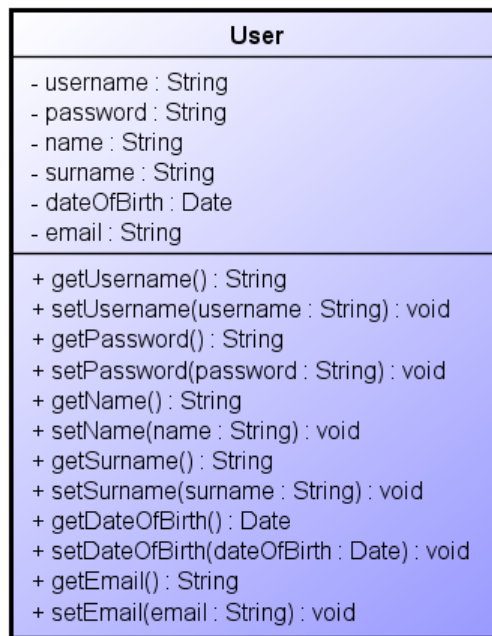 User
- username : String
- password : String
- name : String
- surname : String
- dateOfBirth : Date
- email : String
+ getUsername() : String
+ setUsername(username : String) : void
+ getPassword() : String
+ setPassword(password : String) : void
+ getName() : String
+ setName(name : String) : void
+ getSurname() : String
+ setSurname(surname : String) : void
+ getDateOfBirth() : Date
+ setDateOfBirth(dateOfBirth : Date) : void
+ getEmail() : String
+ setEmail(email : String) : void